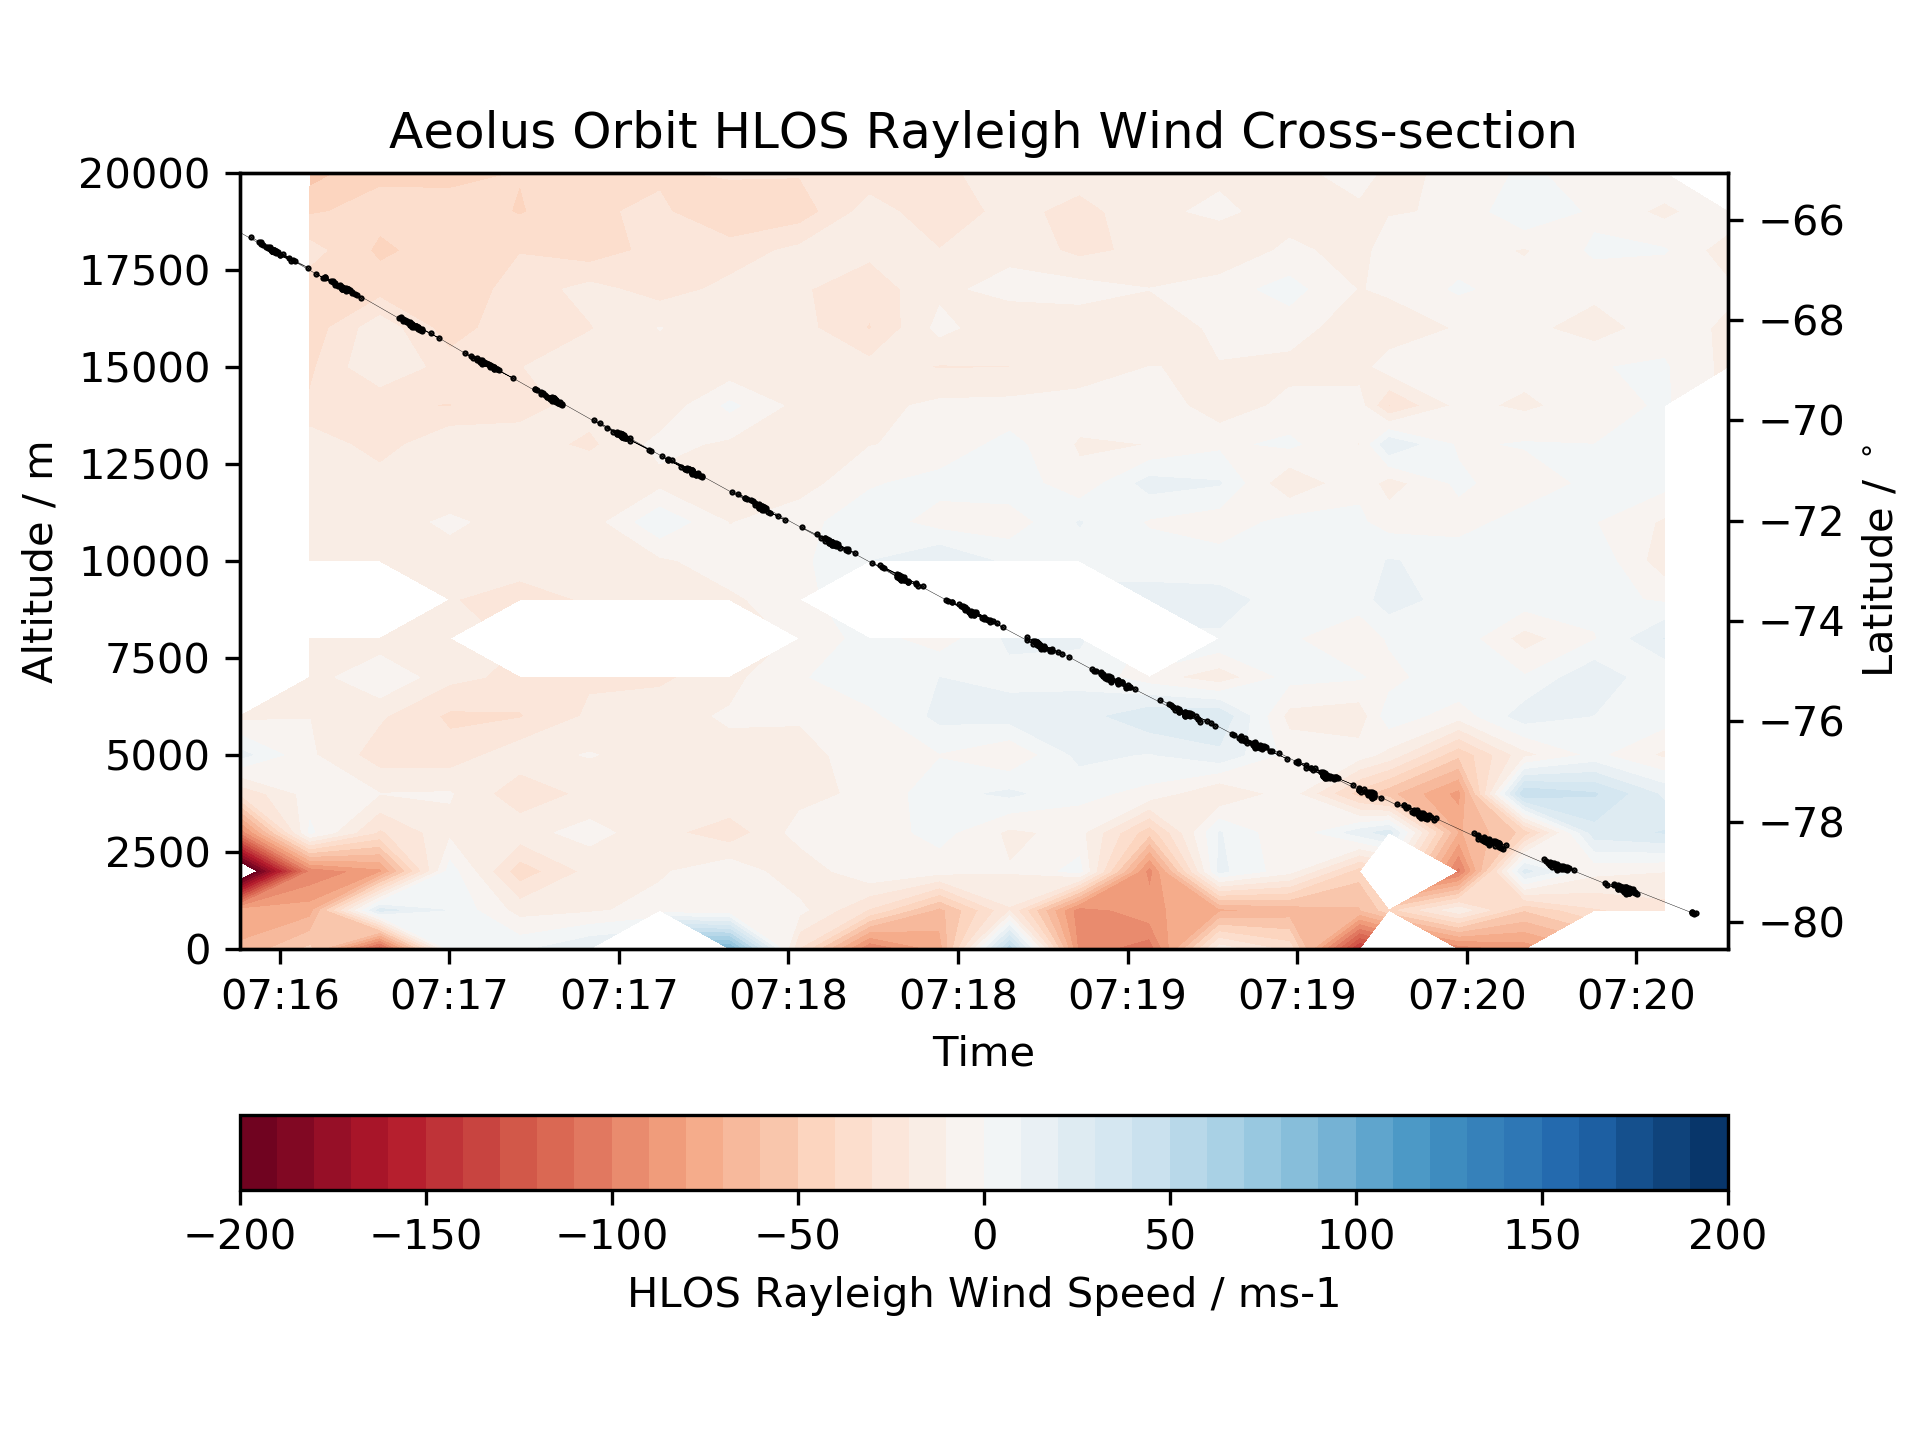 Aeolus Orbit HLOS Rayleigh Wind Cross-section
20000
17500
15000
12500
10000
7500
5000
2500
0
Altitude / m
−66
−68
−70
−72
−74
−76
−78
−80
Latitude / °
07:16 07:17 07:17 07:18 07:18 07:19 07:19 07:20 07:20
Time
−200 −150 −100 −50 0 50 100 150 200
HLOS Rayleigh Wind Speed / ms-1